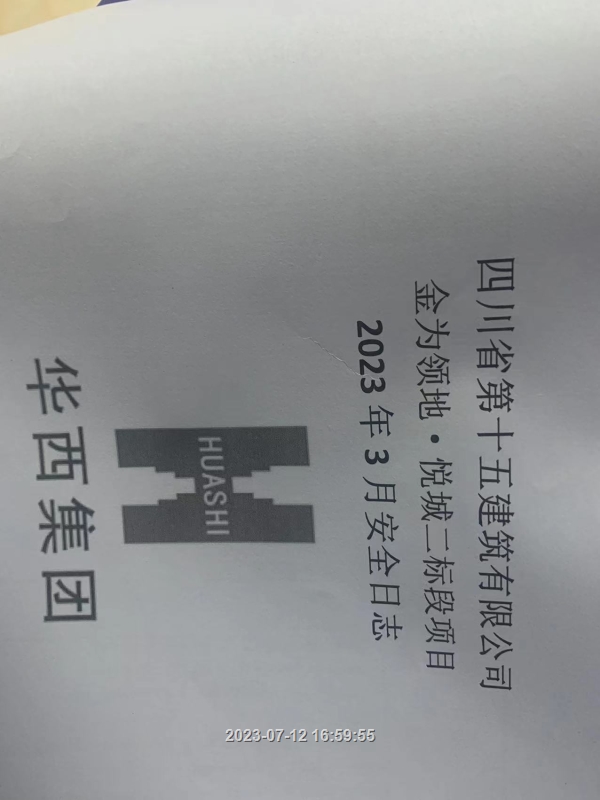 四川省第十五建筑有限公司
金为领地·悦城二标段项目
2023年3月安全日志
HUASHI
华西集团
2023-07-12 16:59:55